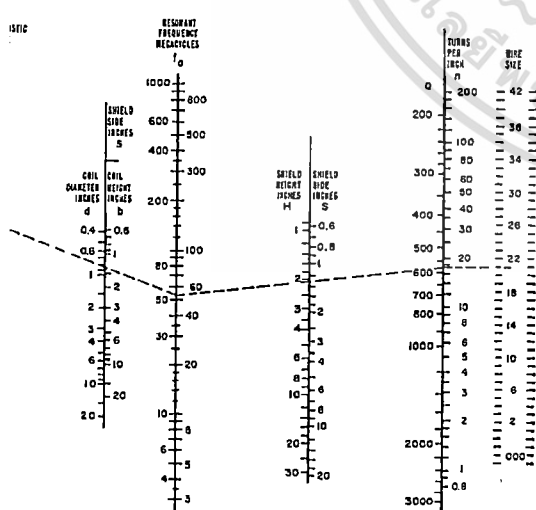 ISTIC
SHIELD
SIDE
INCHES
S
COIL
DIAMETER
INCHES
d
COIL
HEIGHT
INCHES
b
0.4
0.6
1
2
3
4
6
10
20
0.6
1
2
3
4
6
10
20
RESONANT
FREQUENCY
MEGACYCLES
f₀
1000
800
600
500
400
300
200
100
80
60
50
40
30
20
10
8
6
5
4
3
SHIELD
HEIGHT
INCHES
H
1
2
3
4
6
8
10
20
30
SHIELD
SIDE
INCHES
S
0.6
0.8
1
2
3
4
6
8
10
20
Q
200
300
400
500
600
700
800
1000
2000
3000
TURNS
PER
INCH
n
200
100
80
60
50
40
30
20
10
8
6
5
4
3
2
1
0.8
WIRE
SIZE
42
38
34
30
26
22
18
14
10
6
2
000